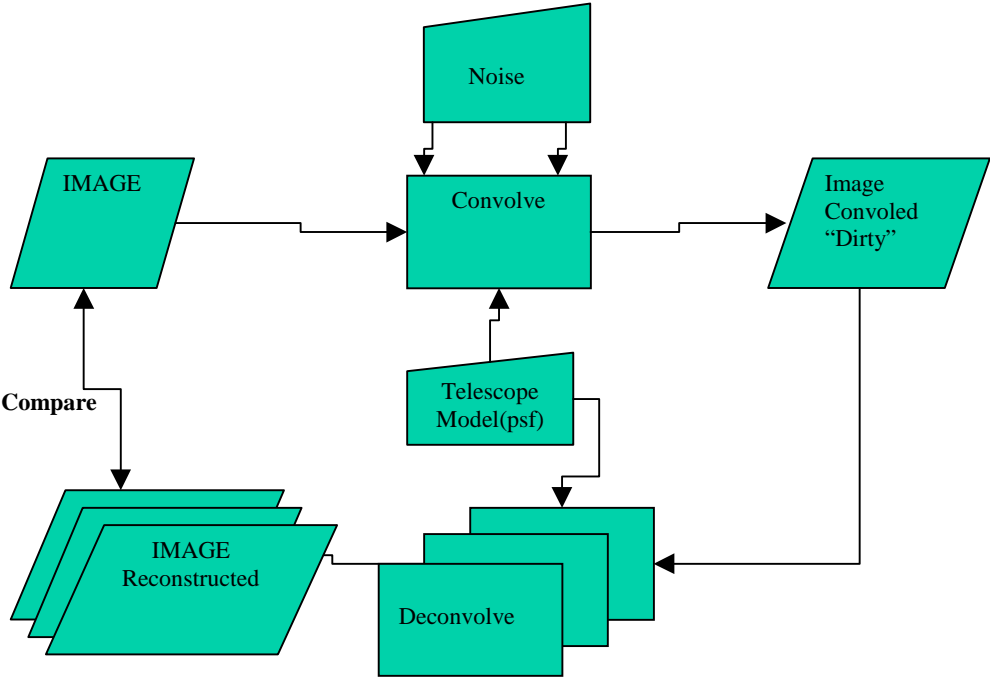 Noise
IMAGE
Convolve
Image
Convoled
“Dirty”
Telescope
Model(psf)
Compare
IMAGE
Reconstructed
Deconvolve